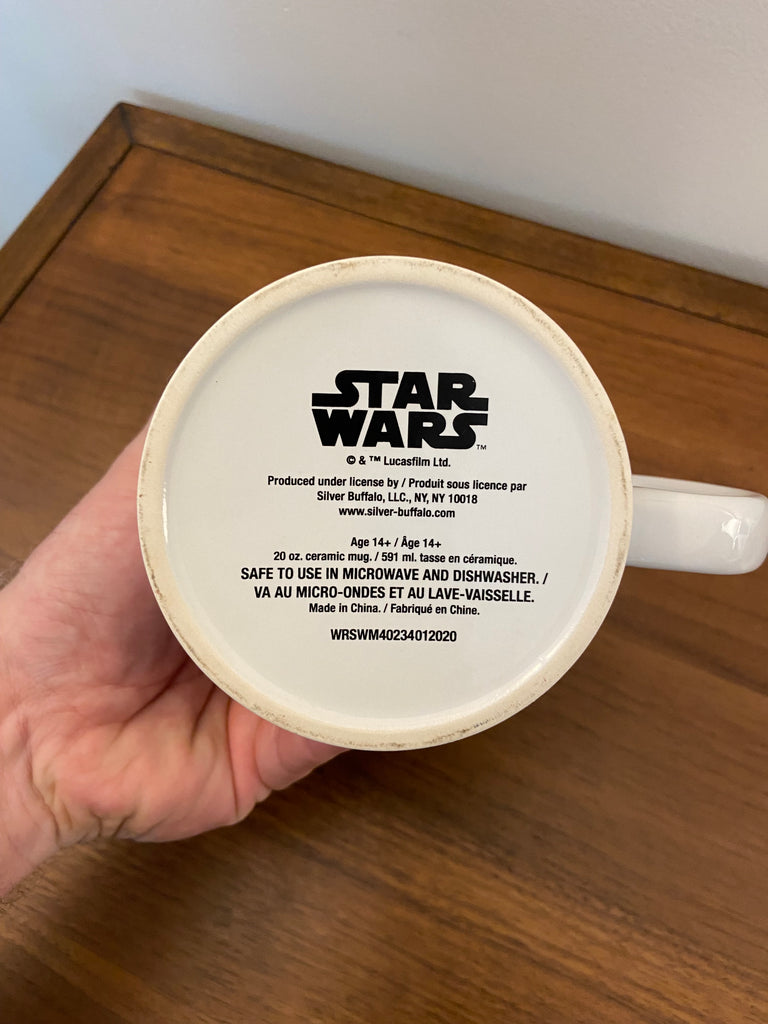 STAR
WARS™
© & ™ Lucasfilm Ltd.
Produced under license by / Produit sous licence par
Silver Buffalo, LLC., NY, NY 10018
www.silver-buffalo.com
Age 14+ / Âge 14+
20 oz. ceramic mug. / 591 ml. tasse en céramique.
SAFE TO USE IN MICROWAVE AND DISHWASHER. /
VA AU MICRO-ONDES ET AU LAVE-VAISSELLE.
Made in China. / Fabriqué en Chine.
WRSWM40234012020